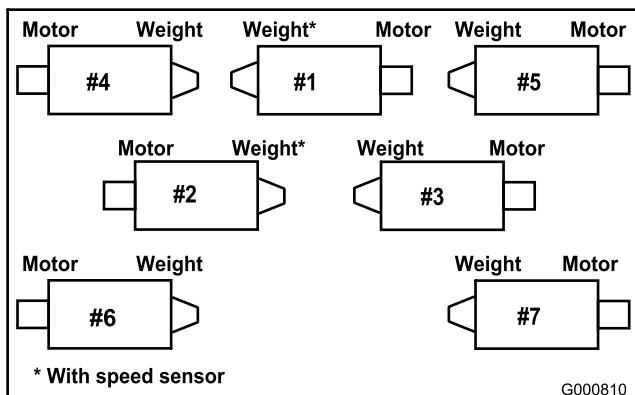 Motor Weight Weight* Motor Weight Motor
#4 #1 #5
Motor Weight* Weight Motor
#2 #3
Motor Weight Weight Motor
#6 #7
* With speed sensor
G000810